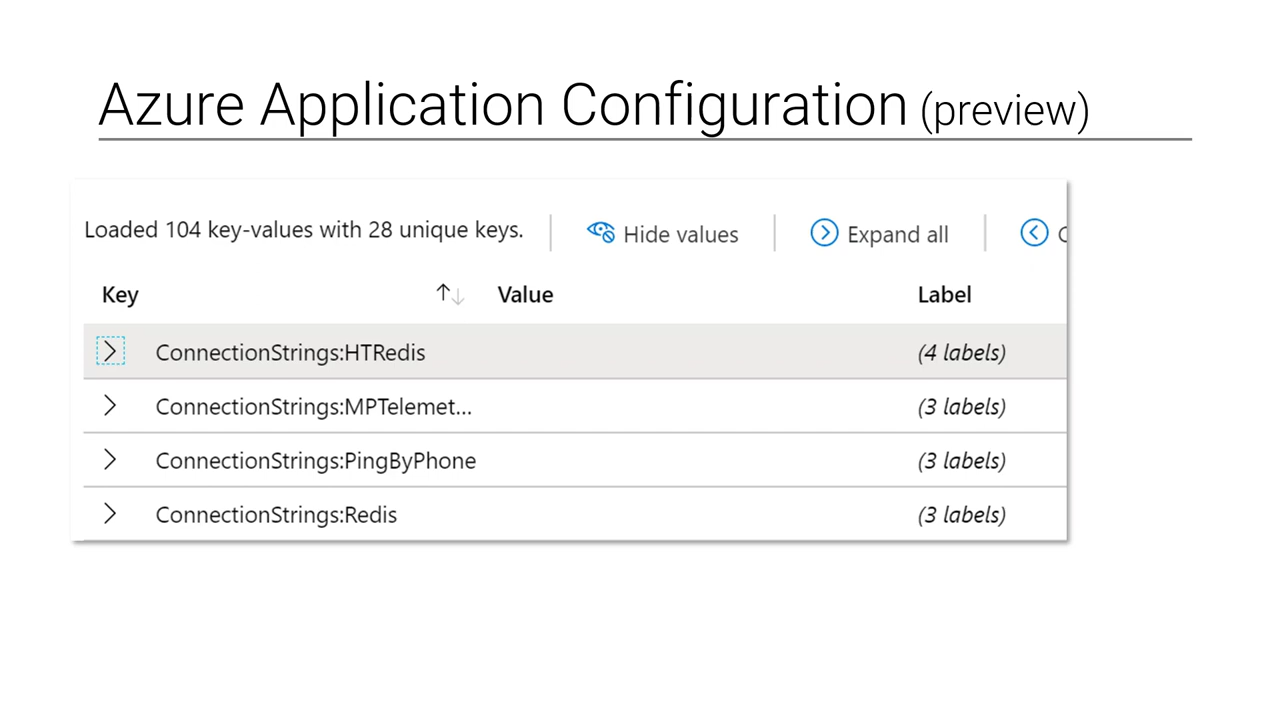 Azure Application Configuration (preview)
Loaded 104 key-values with 28 unique keys. Hide values Expand all
Key Value Label
ConnectionStrings:HTRedis (4 labels)
ConnectionStrings:MPTelemet... (3 labels)
ConnectionStrings:PingByPhone (3 labels)
ConnectionStrings:Redis (3 labels)